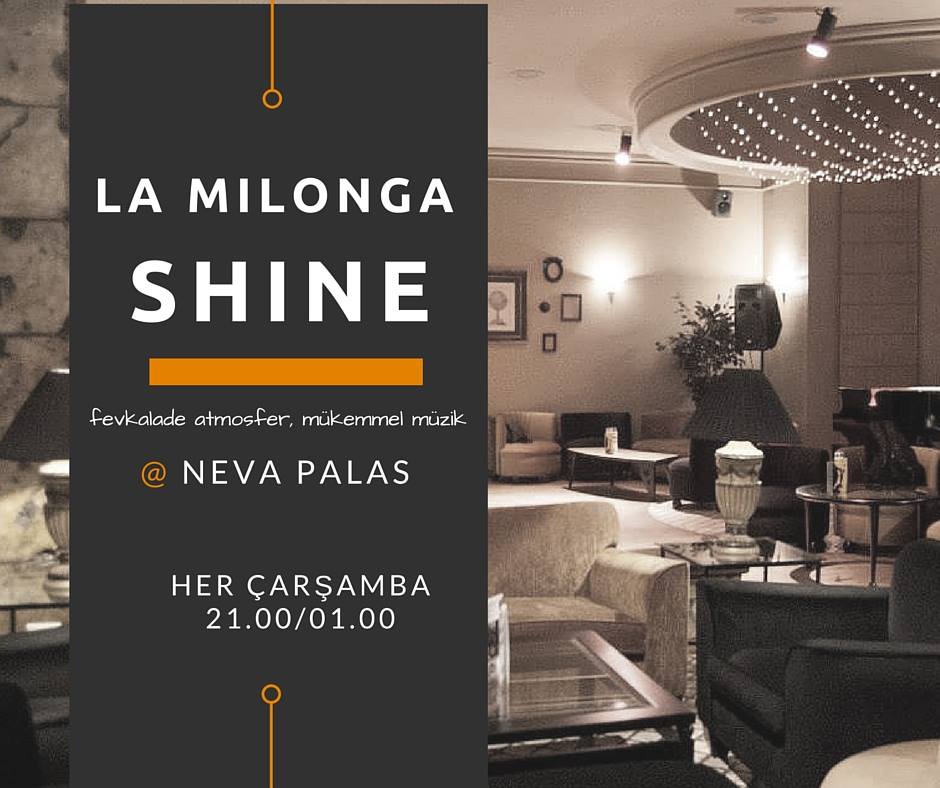 LA MILONGA
SHINE
fevkalade atmosfer, mükemmel müzik
@ NEVA PALAS
HER ÇARŞAMBA
21.00/01.00